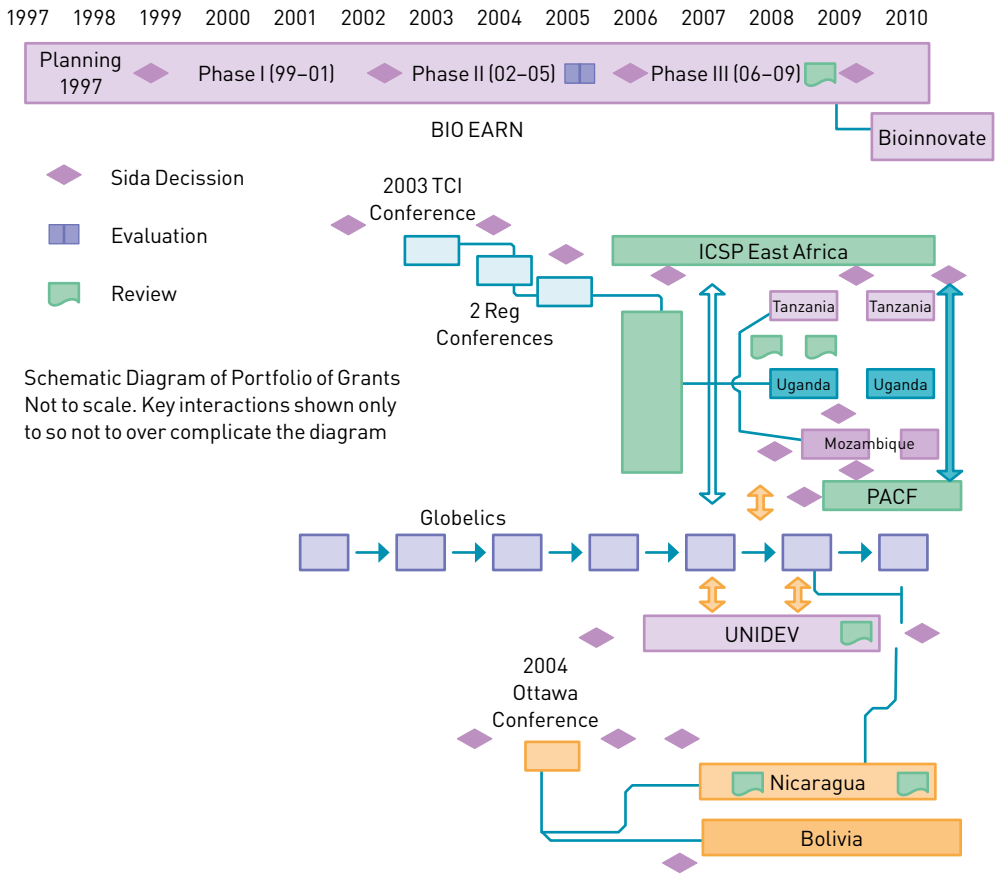 1997 1998 1999 2000 2001 2002 2003 2004 2005 2006 2007 2008 2009 2010
Planning
1997
Phase I (99–01)
Phase II (02–05)
Phase III (06–09)
BIO EARN
Bioinnovate
Sida Decission
Evaluation
Review
2003 TCI
Conference
2 Reg
Conferences
ICSP East Africa
Tanzania
Tanzania
Uganda
Uganda
Mozambique
PACF
Schematic Diagram of Portfolio of Grants
Not to scale. Key interactions shown only
to so not to over complicate the diagram
Globelics
UNIDEV
2004
Ottawa
Conference
Nicaragua
Bolivia